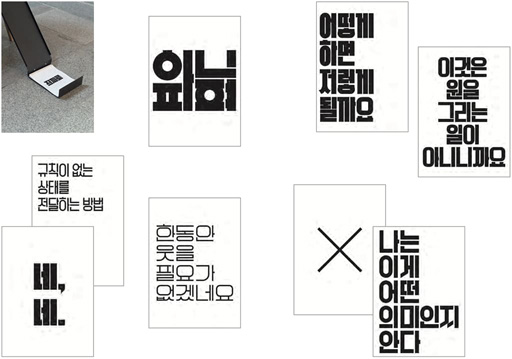 어떻게
하면
저렇게
될까요
이것은
원을
그리는
일이
아니니까요
규칙이 없는
상태를
전달하는 방법
네,
네.
한동안
웃을
필요가
없겠네요
나는
이게
어떤
의미인지
안다